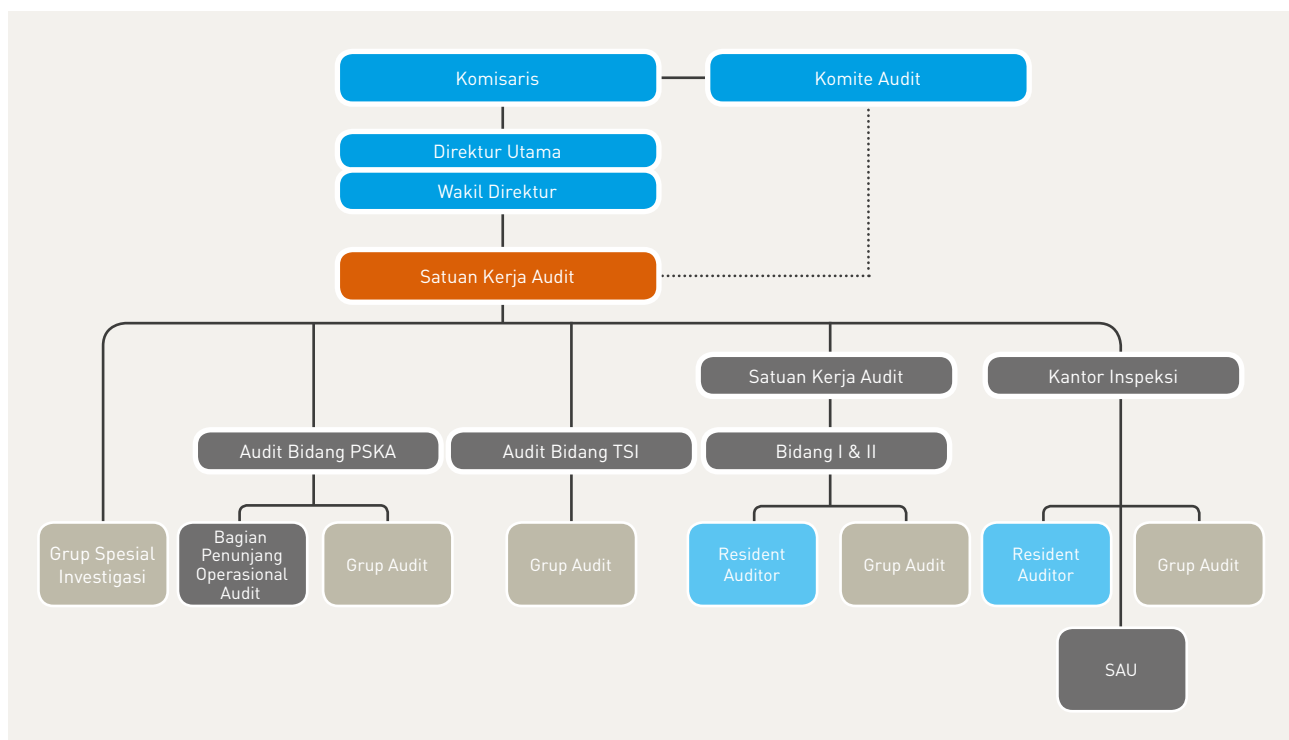 Komisaris
Komite Audit
Direktur Utama
Wakil Direktur
Satuan Kerja Audit
Satuan Kerja Audit
Kantor Inspeksi
Audit Bidang PSKA
Audit Bidang TSI
Bidang I & II
Grup Spesial
Investigasi
Bagian
Penunjang
Operasional
Audit
Grup Audit
Grup Audit
Resident
Auditor
Grup Audit
Resident
Auditor
Grup Audit
SAU